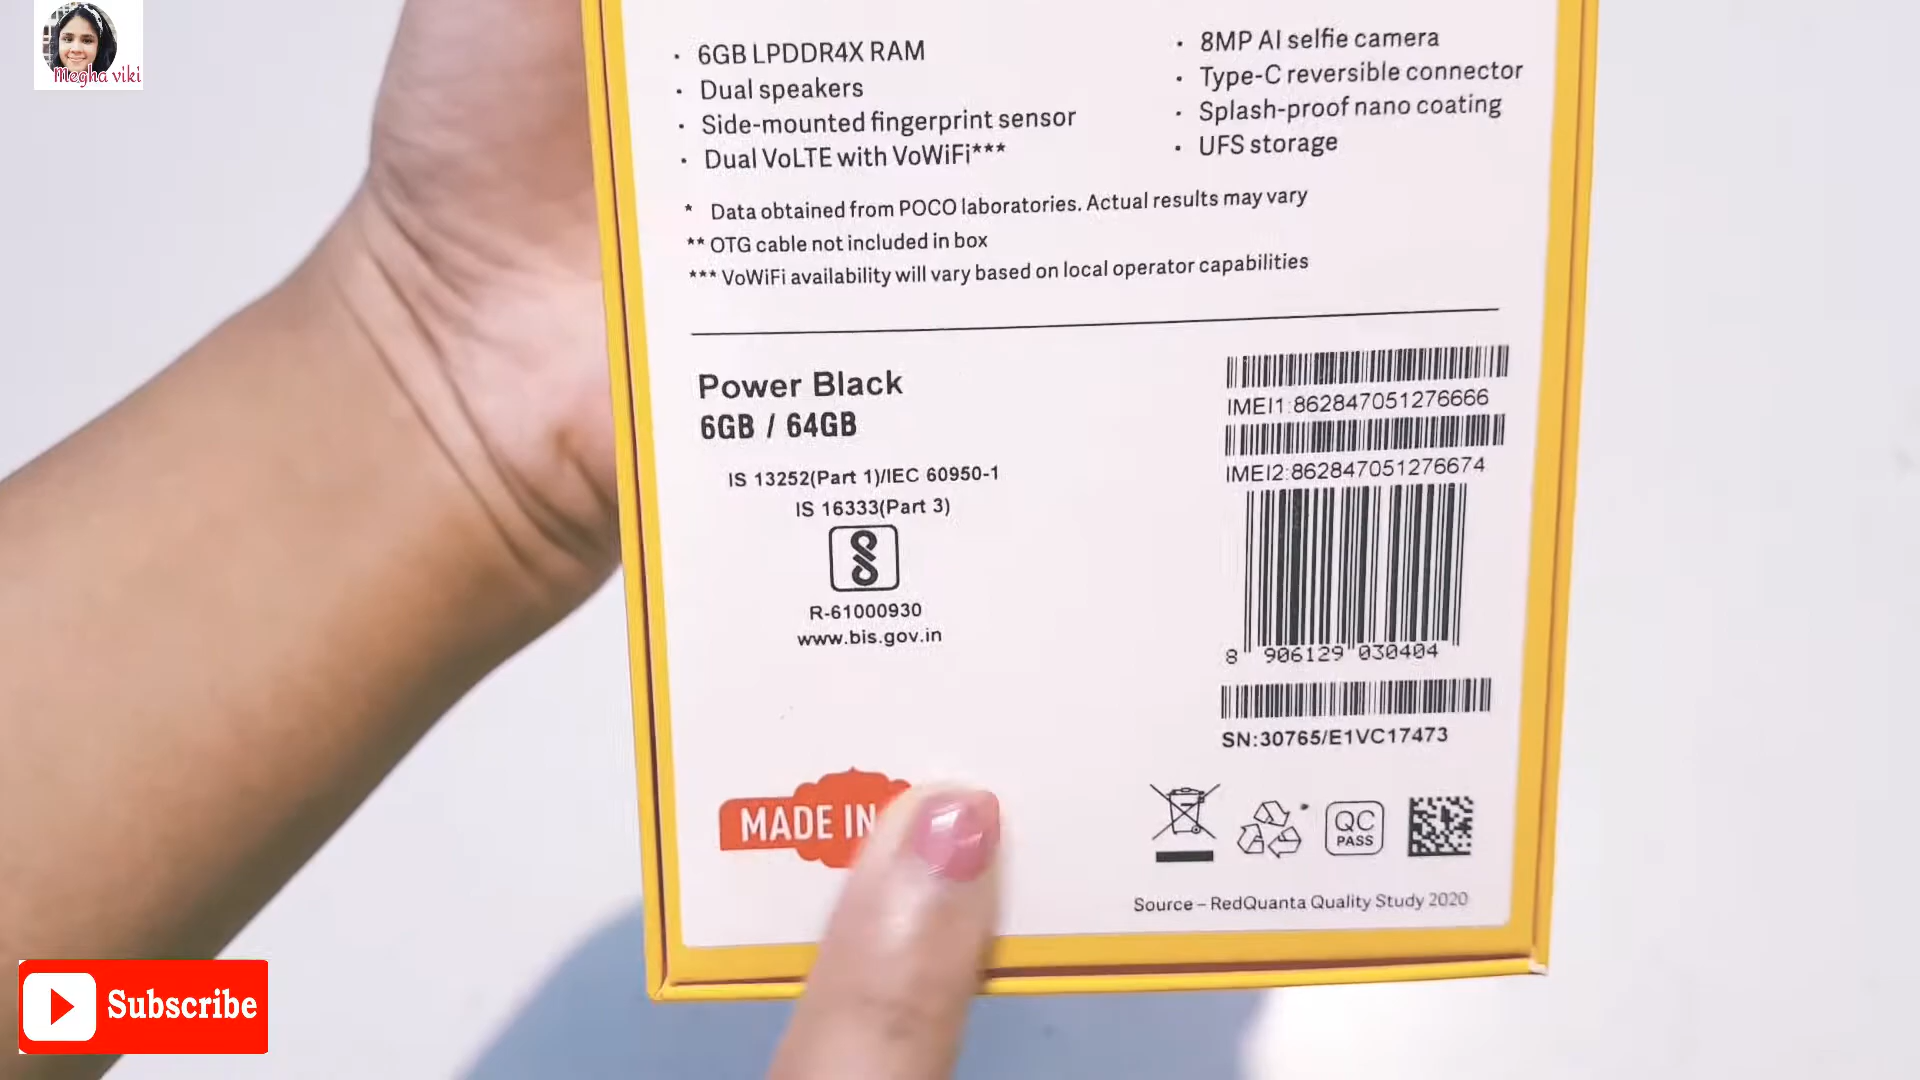 Megha viki
· 6GB LPDDR4X RAM
· Dual speakers
· Side-mounted fingerprint sensor
· Dual VoLTE with VoWiFi***
· 8MP AI selfie camera
· Type-C reversible connector
· Splash-proof nano coating
· UFS storage
* Data obtained from POCO laboratories. Actual results may vary
** OTG cable not included in box
*** VoWiFi availability will vary based on local operator capabilities
Power Black
6GB / 64GB
IS 13252(Part 1)/IEC 60950-1
IS 16333(Part 3)
R-61000930
www.bis.gov.in
IMEI1:862847051276666
IMEI2:862847051276674
8 906129 030404
SN:30765/E1VC17473
MADE IN
QC
PASS
Source – RedQuanta Quality Study 2020
Subscribe